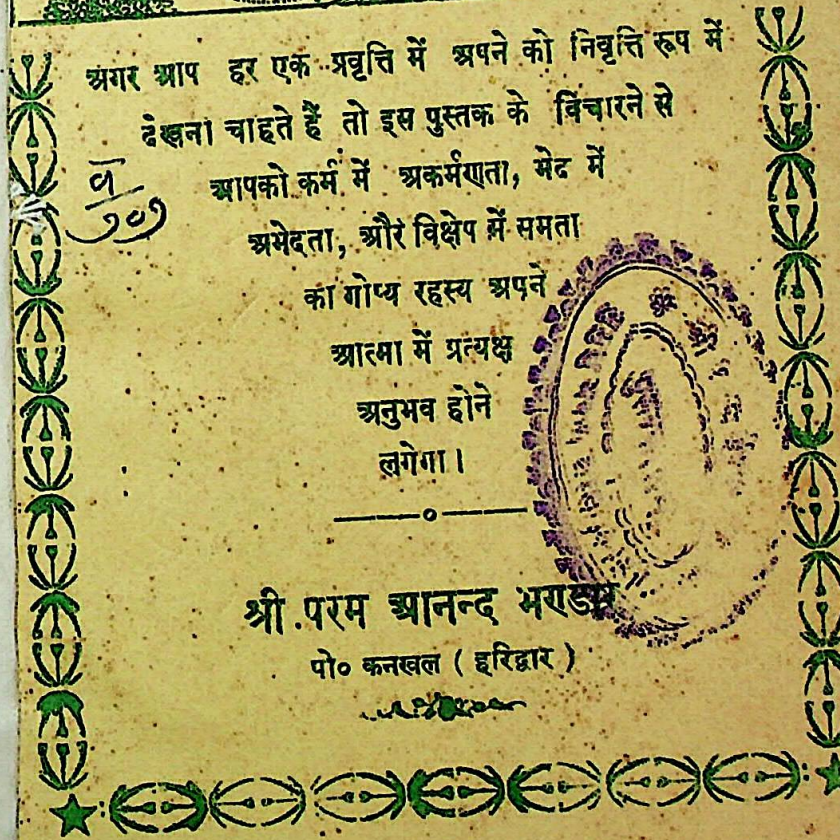 अगर आप हर एक प्रवृत्ति में अपने को निवृत्ति रूप में
देखना चाहते हैं तो इस पुस्तक के विचारने से
आपको कर्म में अकर्मणता, भेद में
अभेदता, और विक्षेप में समता
का गोप्य रहस्य अपने
आत्मा में प्रत्यक्ष
अनुभव होने
लगेगा।
श्री परम आनन्द भण्डार
पो० कनखल ( हरिद्वार )